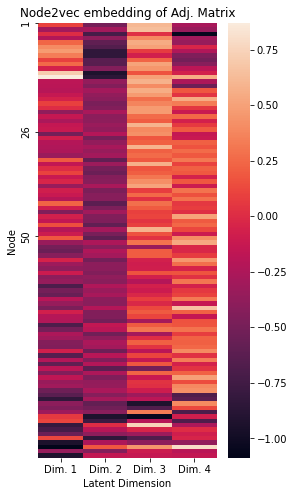 Node2vec embedding of Adj. Matrix
1
26
50
Node
Dim. 1 Dim. 2 Dim. 3 Dim. 4
Latent Dimension
0.75
0.50
0.25
0.00
−0.25
−0.50
−0.75
−1.00